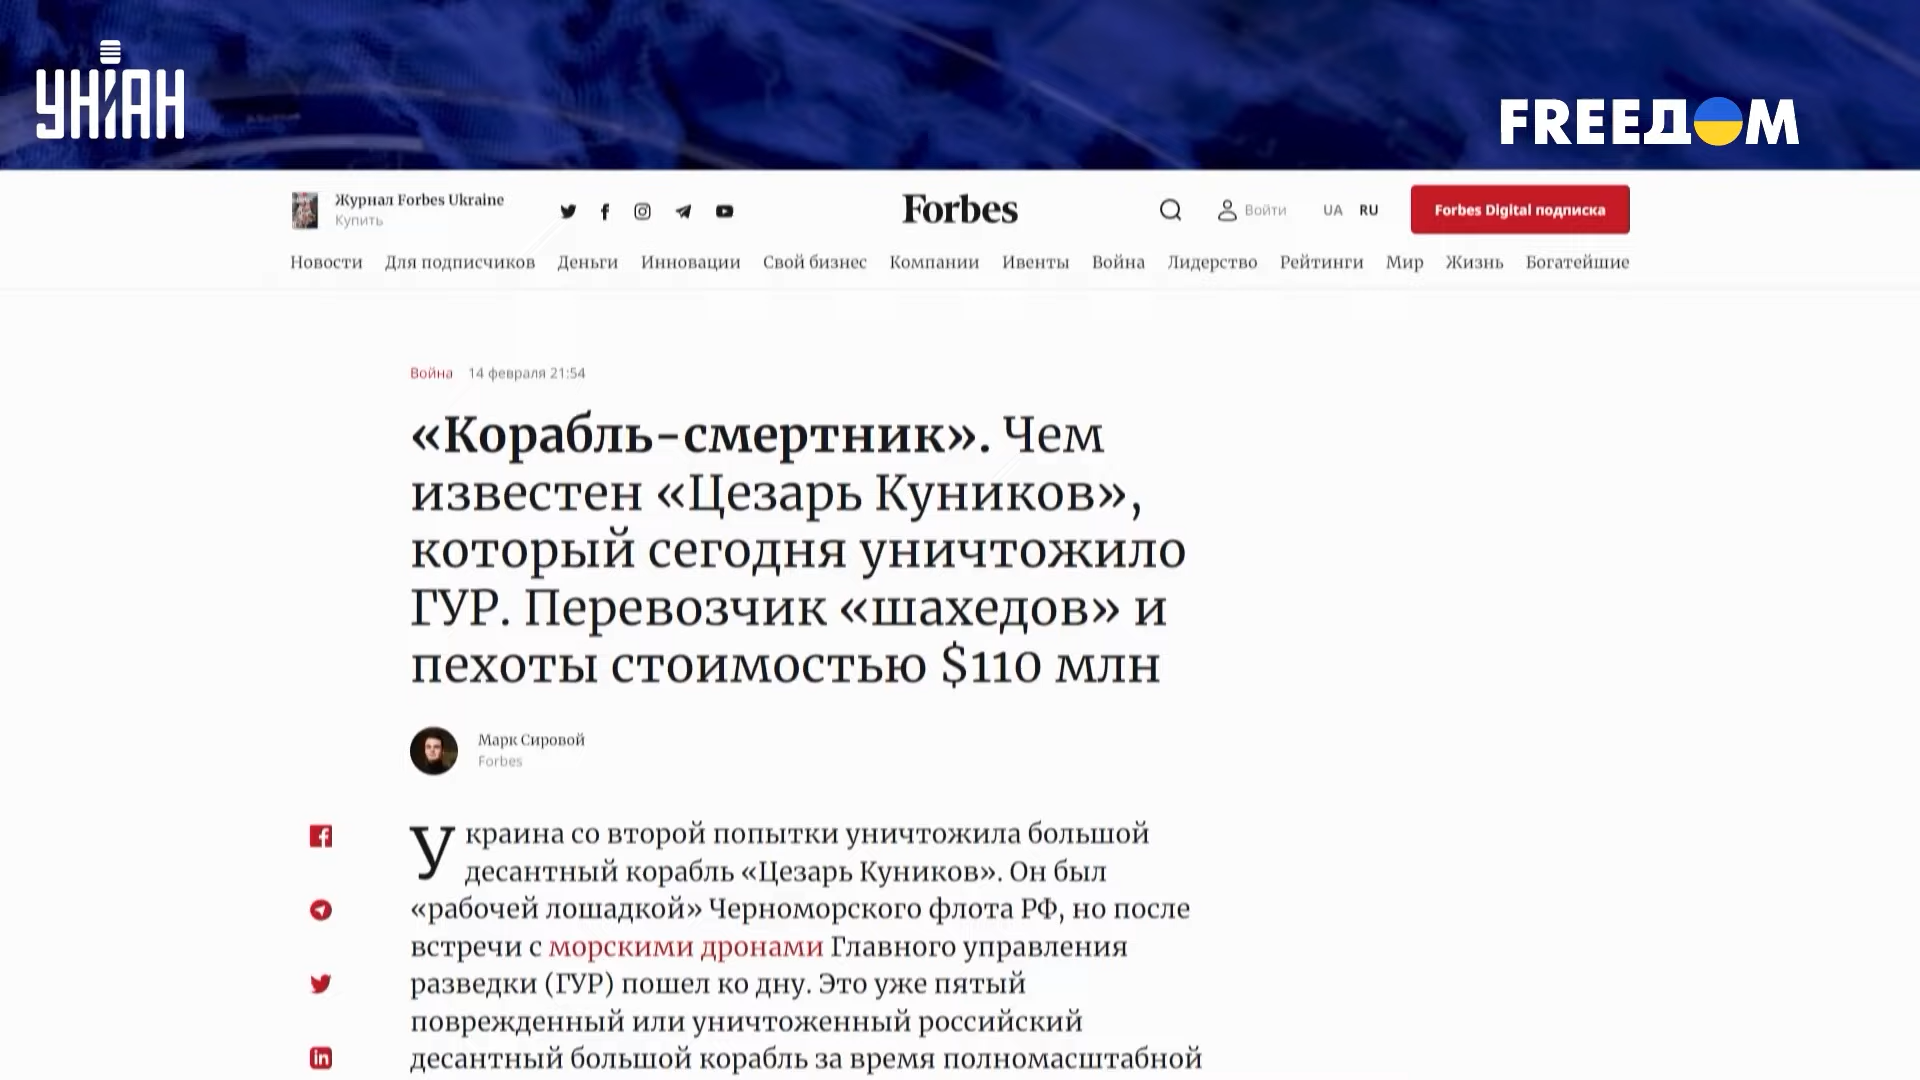 УНІАН
FREEДOM
Журнал Forbes Ukraine
Купить
Forbes
Войти
UA RU
Forbes Digital подписка
Новости Для подписчиков Деньги Инновации Свой бизнес Компании Ивенты Война Лидерство Рейтинги Мир Жизнь Богатейшие
Война 14 февраля 21:54
«Корабль-смертник». Чем
известен «Цезарь Куников»,
который сегодня уничтожило
ГУР. Перевозчик «шахедов» и
пехоты стоимостью $110 млн
Марк Сировой
Forbes
Украина со второй попытки уничтожила большой
десантный корабль «Цезарь Куников». Он был
«рабочей лошадкой» Черноморского флота РФ, но после
встречи с морскими дронами Главного управления
разведки (ГУР) пошел ко дну. Это уже пятый
поврежденный или уничтоженный российский
десантный большой корабль за время полномасштабной